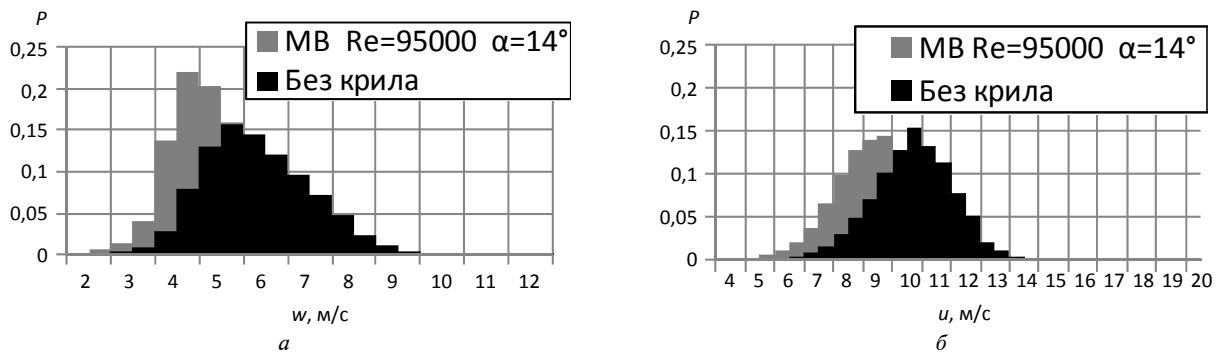 P
0,25
0,2
0,15
0,1
0,05
0
МВ Re=95000 α=14°
Без крила
2 3 4 5 6 7 8 9 10 11 12
w, м/с
а
P
0,25
0,2
0,15
0,1
0,05
0
МВ Re=95000 α=14°
Без крила
4 5 6 7 8 9 10 11 12 13 14 15 16 17 18 19 20
u, м/с
б